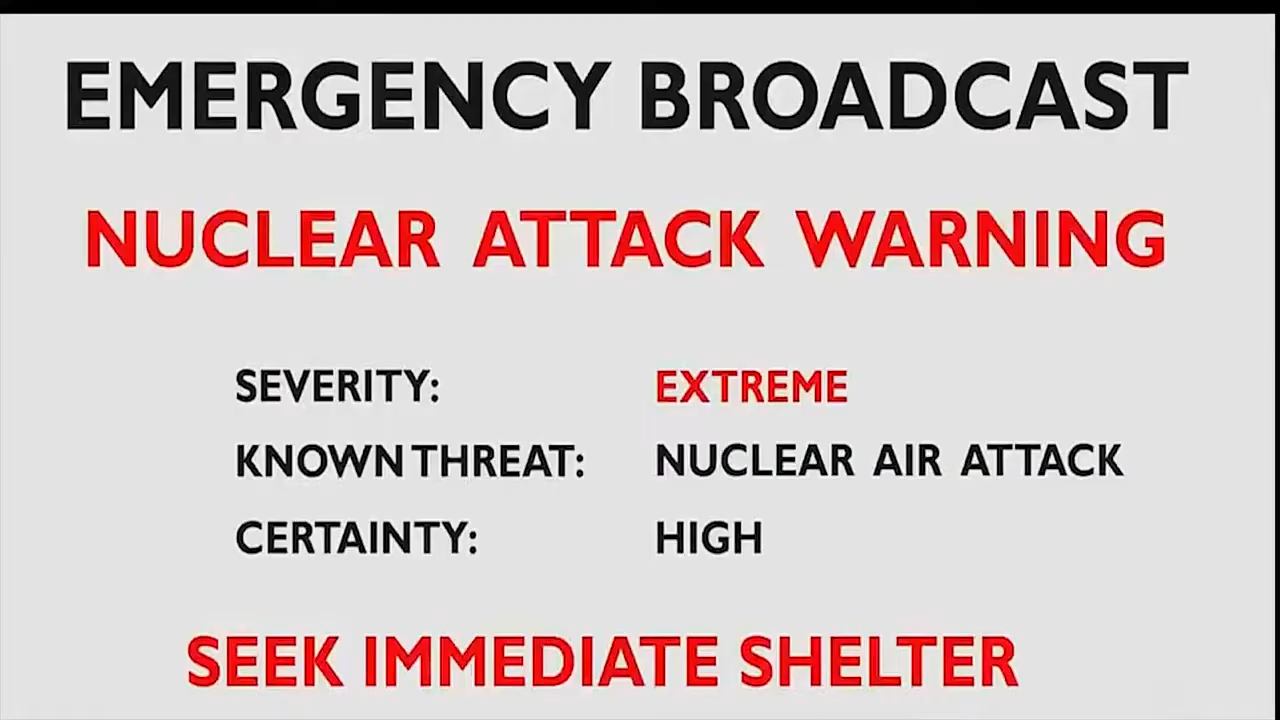 EMERGENCY BROADCAST
NUCLEAR ATTACK WARNING
SEVERITY: EXTREME
KNOWN THREAT: NUCLEAR AIR ATTACK
CERTAINTY: HIGH
SEEK IMMEDIATE SHELTER